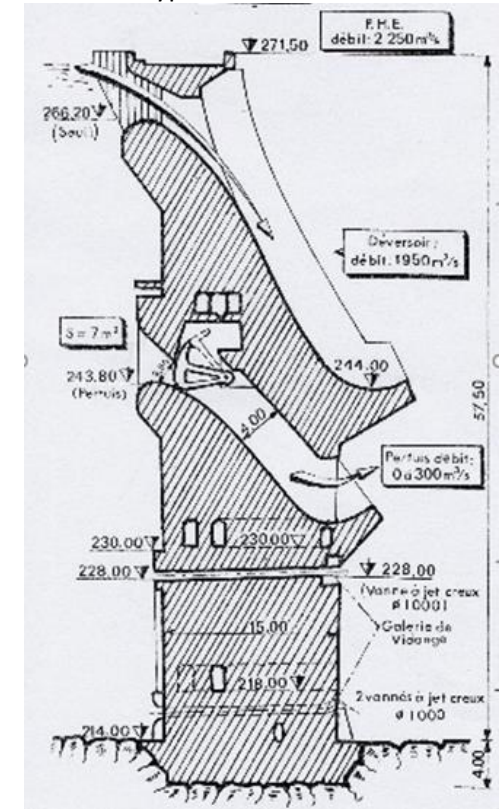 P.H.E.
débit: 2 250m³/s
271,50
266.20
(Seuil)
Déversoir:
débit: 1950m³/s
S = 7m²
244.00
243.80
(Pertuis)
4.00
57,50
Pertuis débit:
0 à 300m³/s
230.00
230.00
228.00
228.00
(Vanne à jet creux
ø 1000)
Galerie de
Vidange
15.00
218.00
2 vannes à jet creux
ø 1000
214.00
4.00